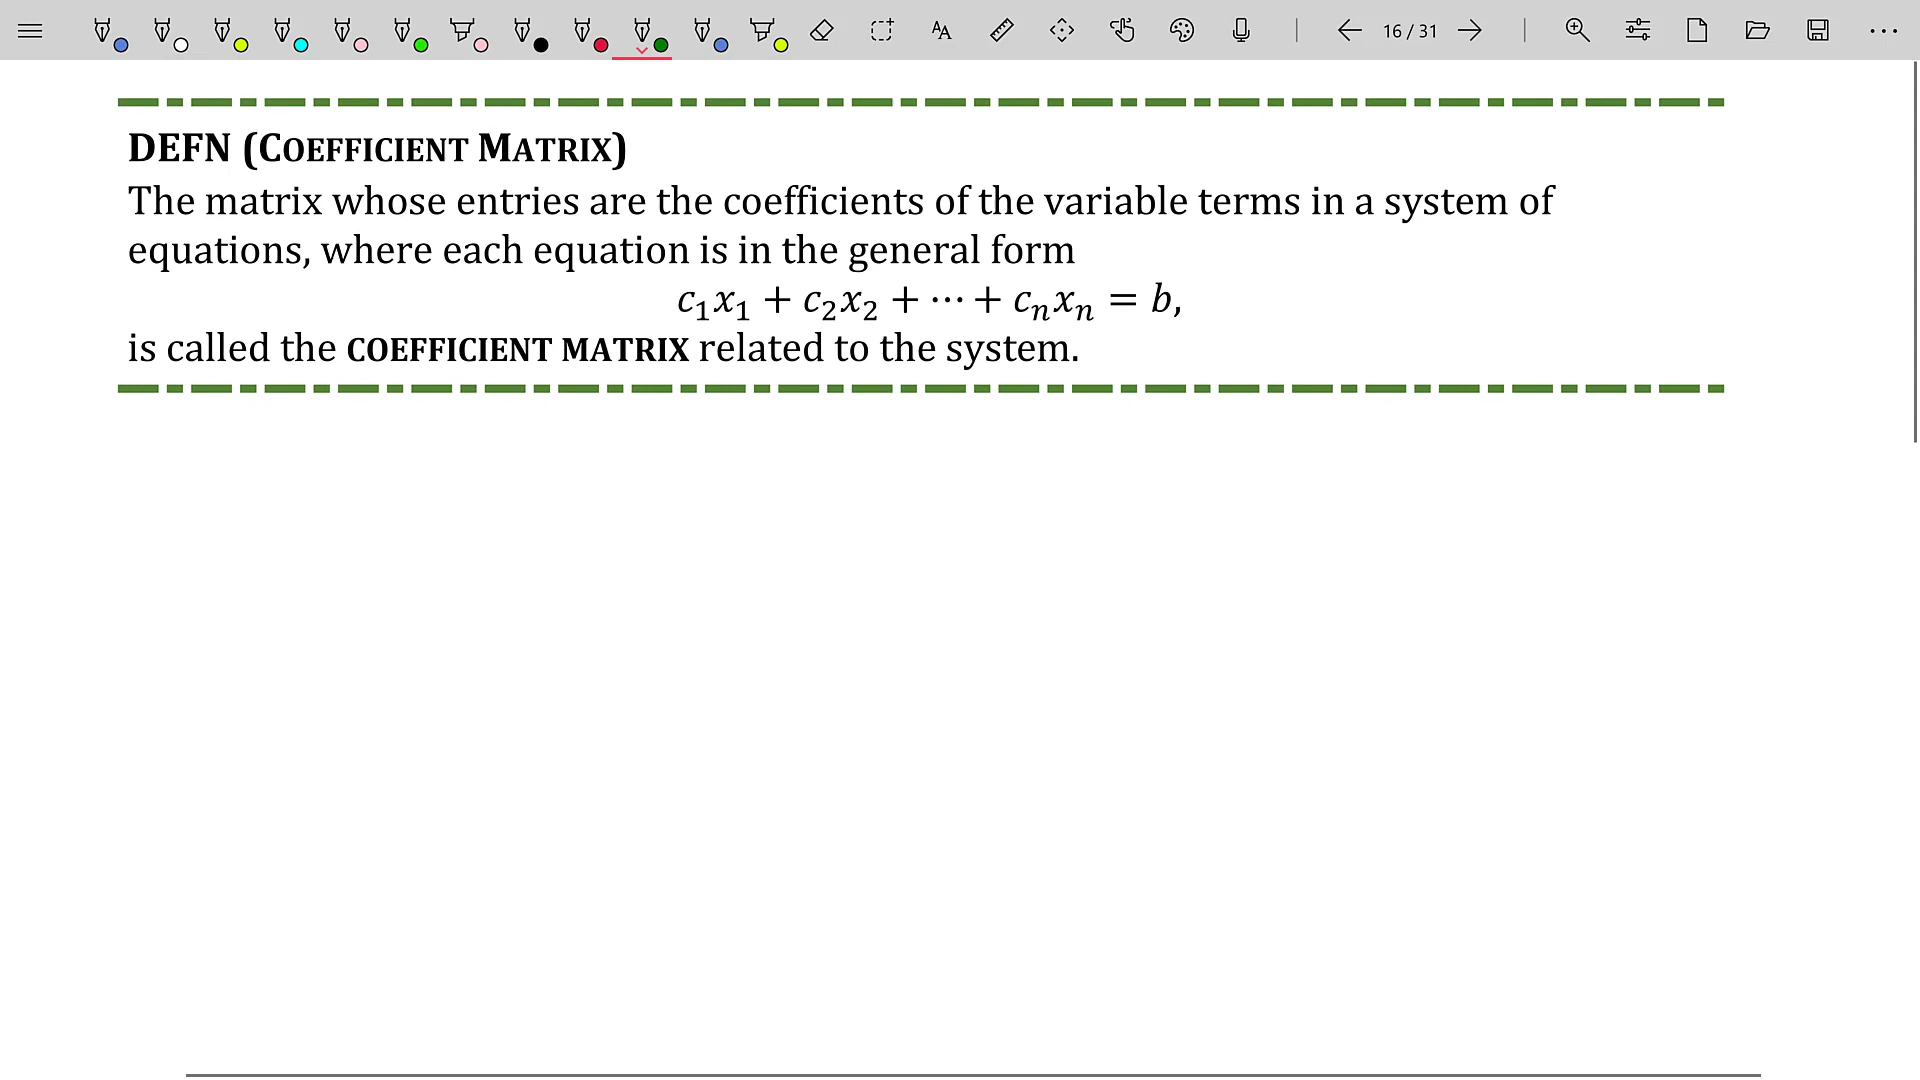 16 / 31
DEFN (COEFFICIENT MATRIX)
The matrix whose entries are the coefficients of the variable terms in a system of
equations, where each equation is in the general form
c₁x₁ + c₂x₂ + ⋯ + cₙxₙ = b,
is called the COEFFICIENT MATRIX related to the system.